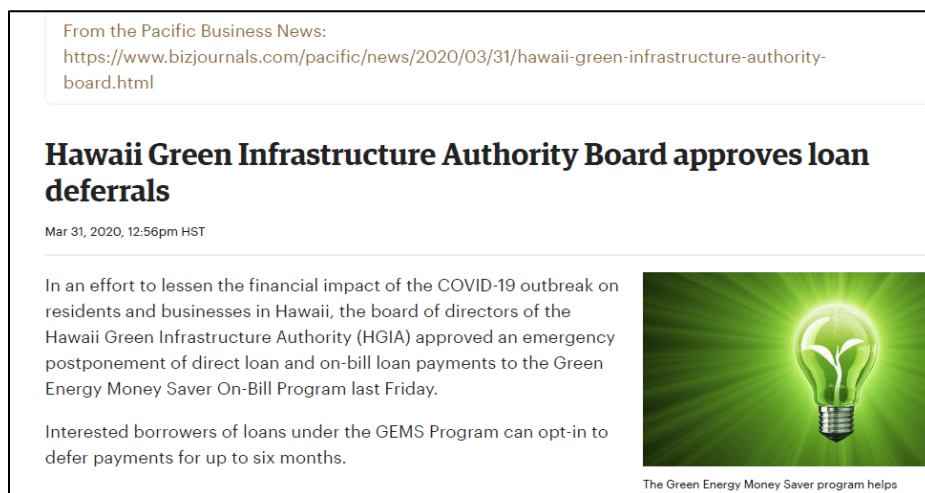 From the Pacific Business News:
https://www.bizjournals.com/pacific/news/2020/03/31/hawaii-green-infrastructure-authority-
board.html
Hawaii Green Infrastructure Authority Board approves loan
deferrals
Mar 31, 2020, 12:56pm HST
In an effort to lessen the financial impact of the COVID-19 outbreak on
residents and businesses in Hawaii, the board of directors of the
Hawaii Green Infrastructure Authority (HGIA) approved an emergency
postponement of direct loan and on-bill loan payments to the Green
Energy Money Saver On-Bill Program last Friday.
Interested borrowers of loans under the GEMS Program can opt-in to
defer payments for up to six months.
The Green Energy Money Saver program helps